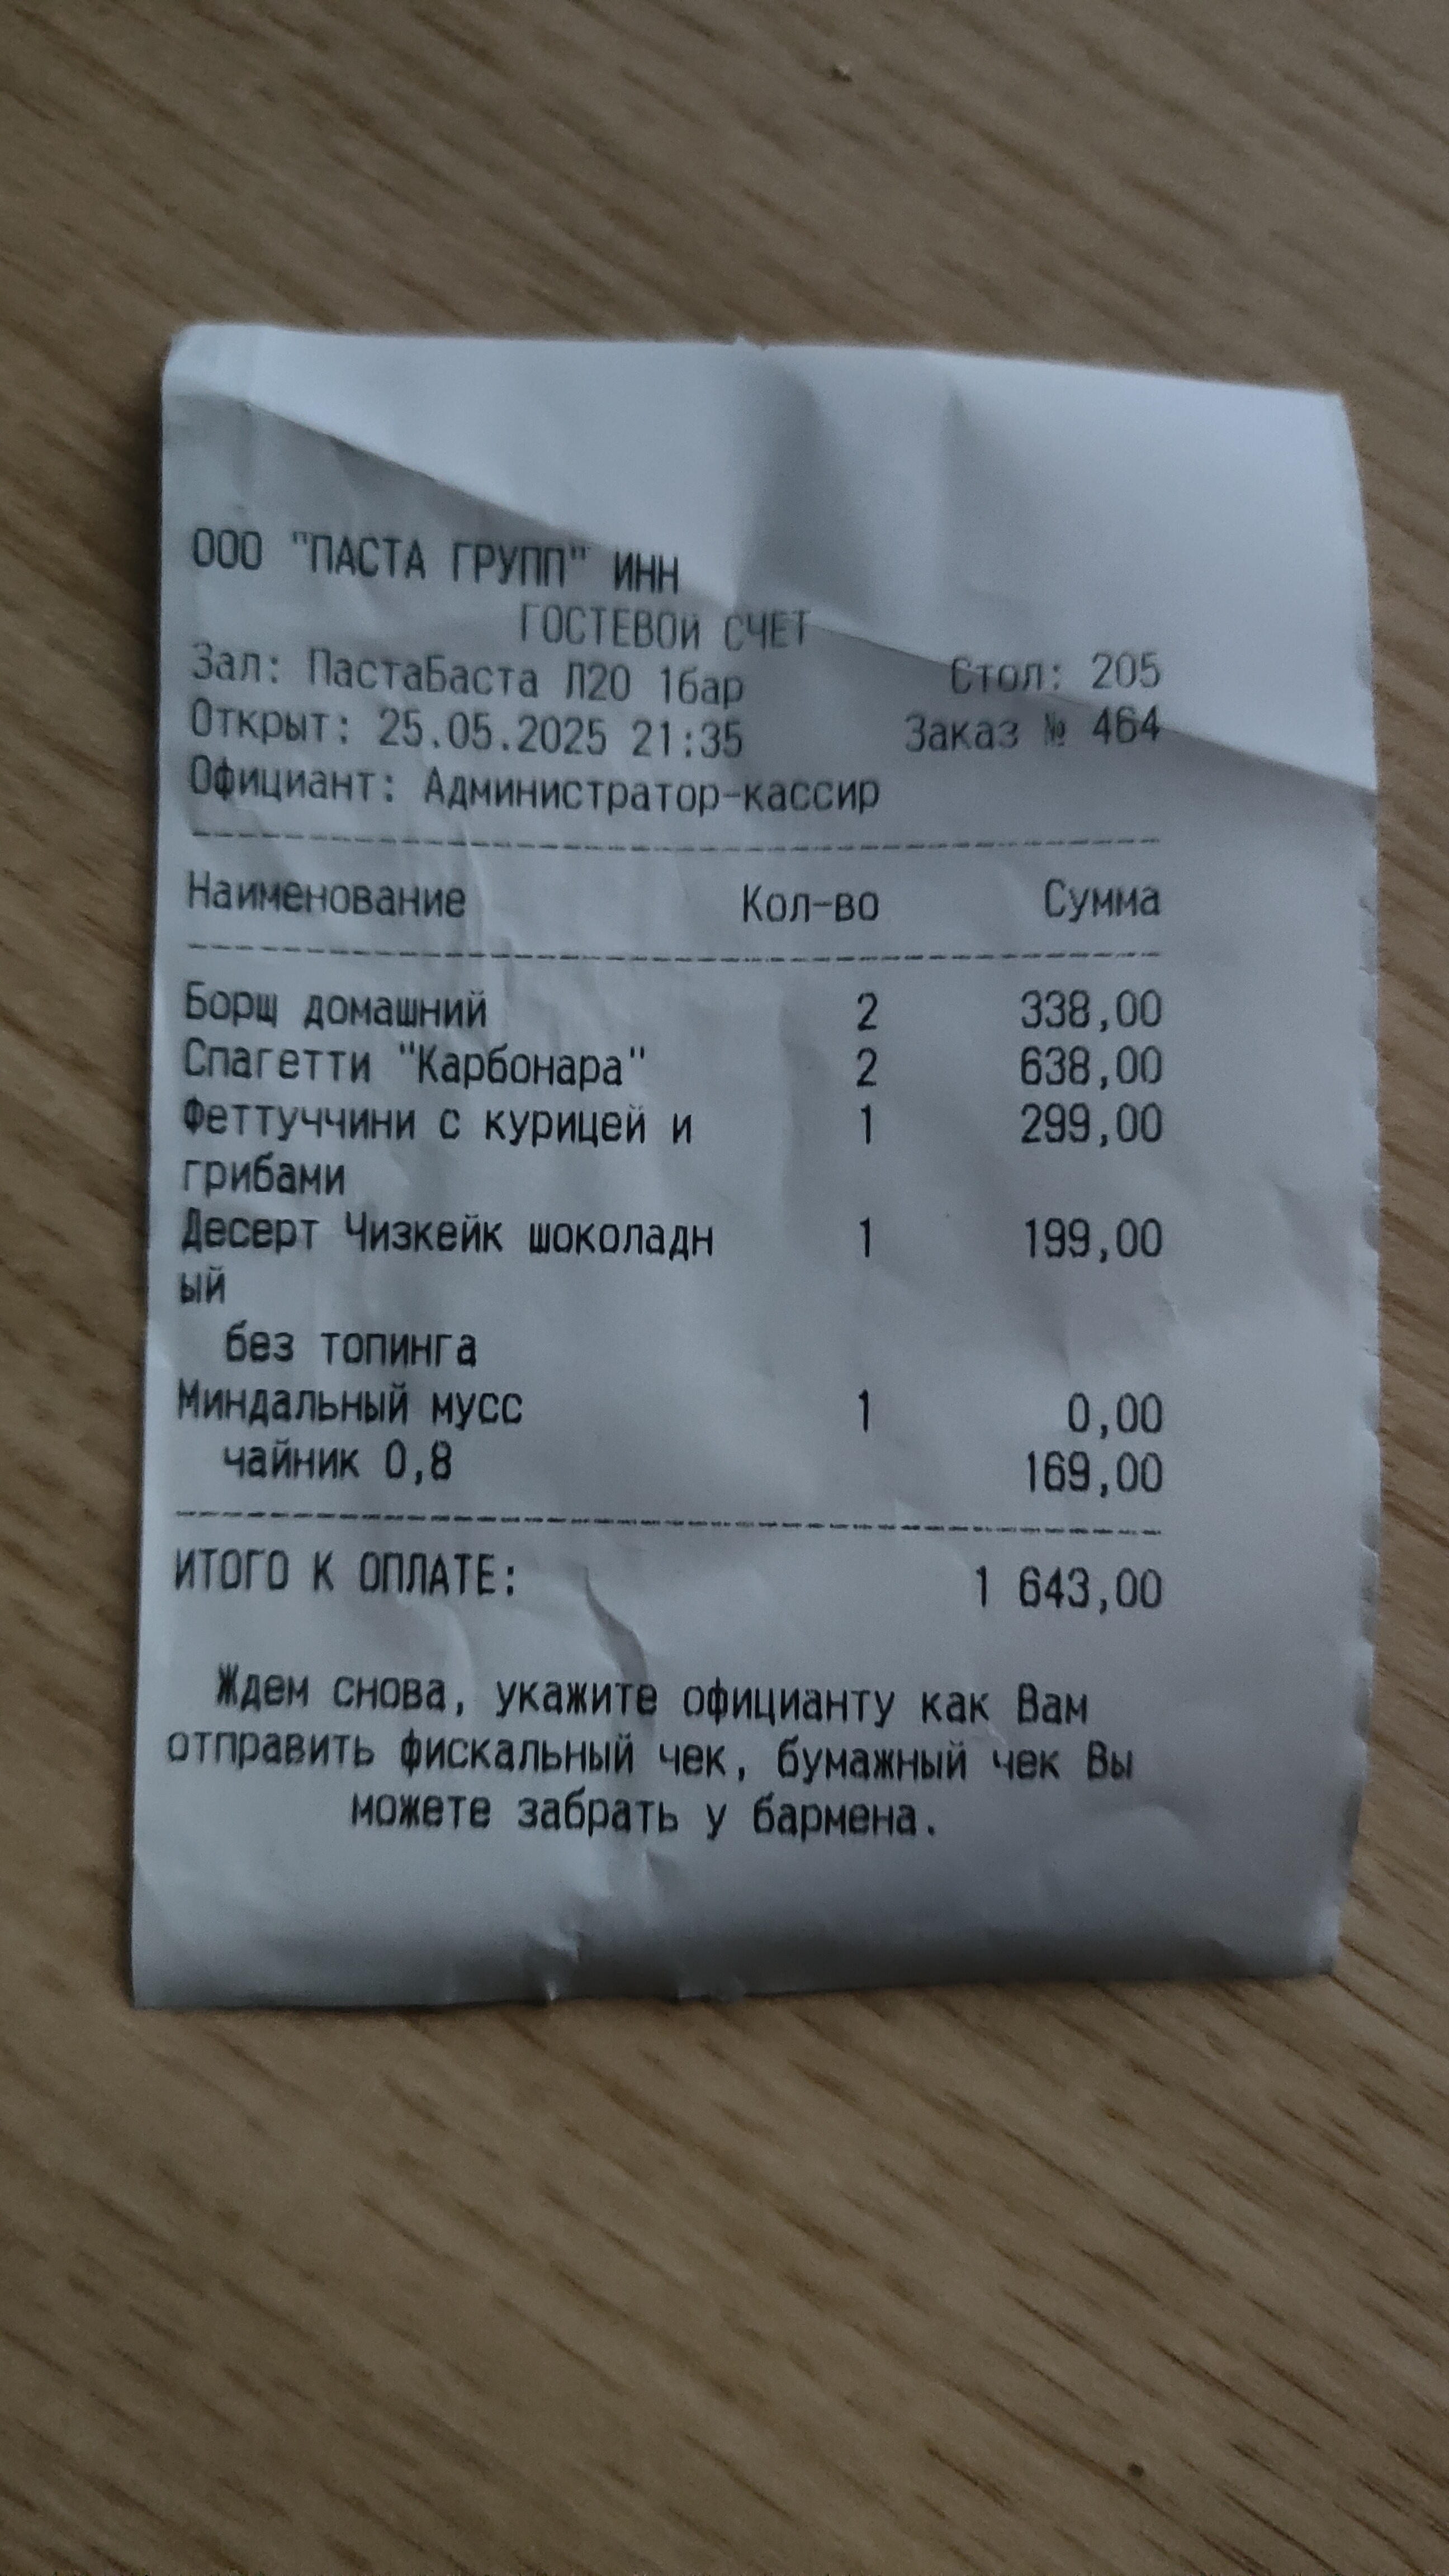 ООО "ПАСТА ГРУПП" ИНН
ГОСТЕВОЙ СЧЕТ
Зал: ПастаБаста Л20 1бар Стол: 205
Открыт: 25.05.2025 21:35 Заказ № 464
Официант: Администратор-кассир
Наименование Кол-во Сумма
Борщ домашний 2 338,00
Спагетти "Карбонара" 2 638,00
Феттуччини с курицей и 1 299,00
грибами
Десерт Чизкейк шоколадн 1 199,00
ый
без топинга
Миндальный мусс 1 0,00
чайник 0,8 169,00
ИТОГО К ОПЛАТЕ: 1 643,00
Ждем снова, укажите официанту как Вам
отправить фискальный чек, бумажный чек Вы
можете забрать у бармена.